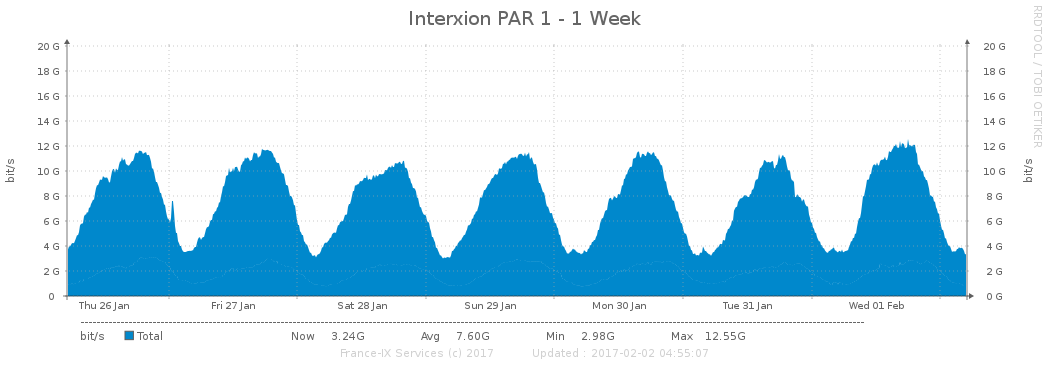 Interxion PAR 1 - 1 Week
RRDTOOL / TOBI OETIKER
20 G 20 G
18 G 18 G
16 G 16 G
14 G 14 G
12 G 12 G
10 G 10 G
8 G 8 G
6 G 6 G
4 G 4 G
2 G 2 G
0 0 G
bit/s
bit/s
Thu 26 Jan Fri 27 Jan Sat 28 Jan Sun 29 Jan Mon 30 Jan Tue 31 Jan Wed 01 Feb
bit/s Total Now 3.24G Avg 7.60G Min 2.98G Max 12.55G
France-IX Services (c) 2017 Updated : 2017-02-02 04:55:07